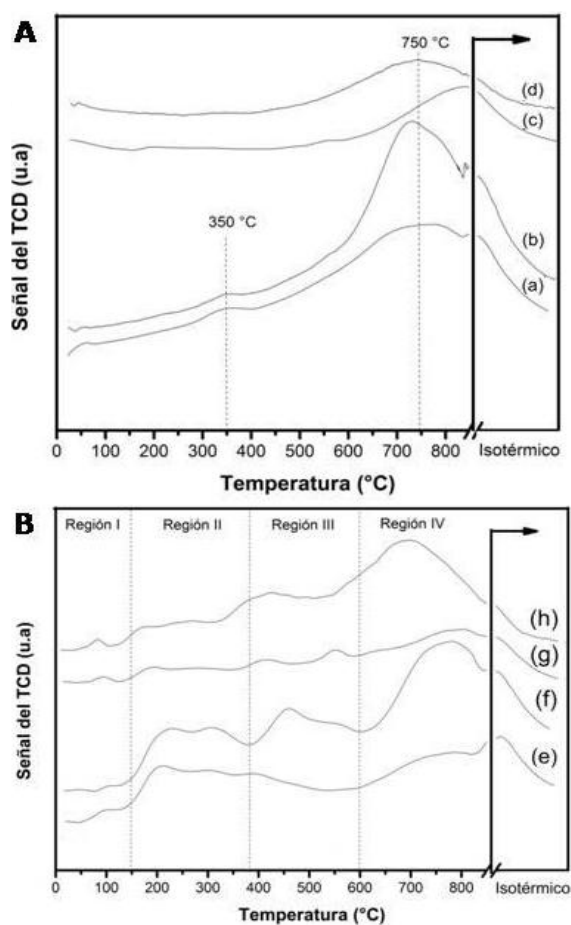 A
750 °C
350 °C
(d)
(c)
(b)
(a)
Señal del TCD (u.a)
0 100 200 300 400 500 600 700 800 Isotérmico
Temperatura (°C)
B
Región I Región II Región III Región IV
(h)
(g)
(f)
(e)
Señal del TCD (u.a)
0 100 200 300 400 500 600 700 800 Isotérmico
Temperatura (°C)